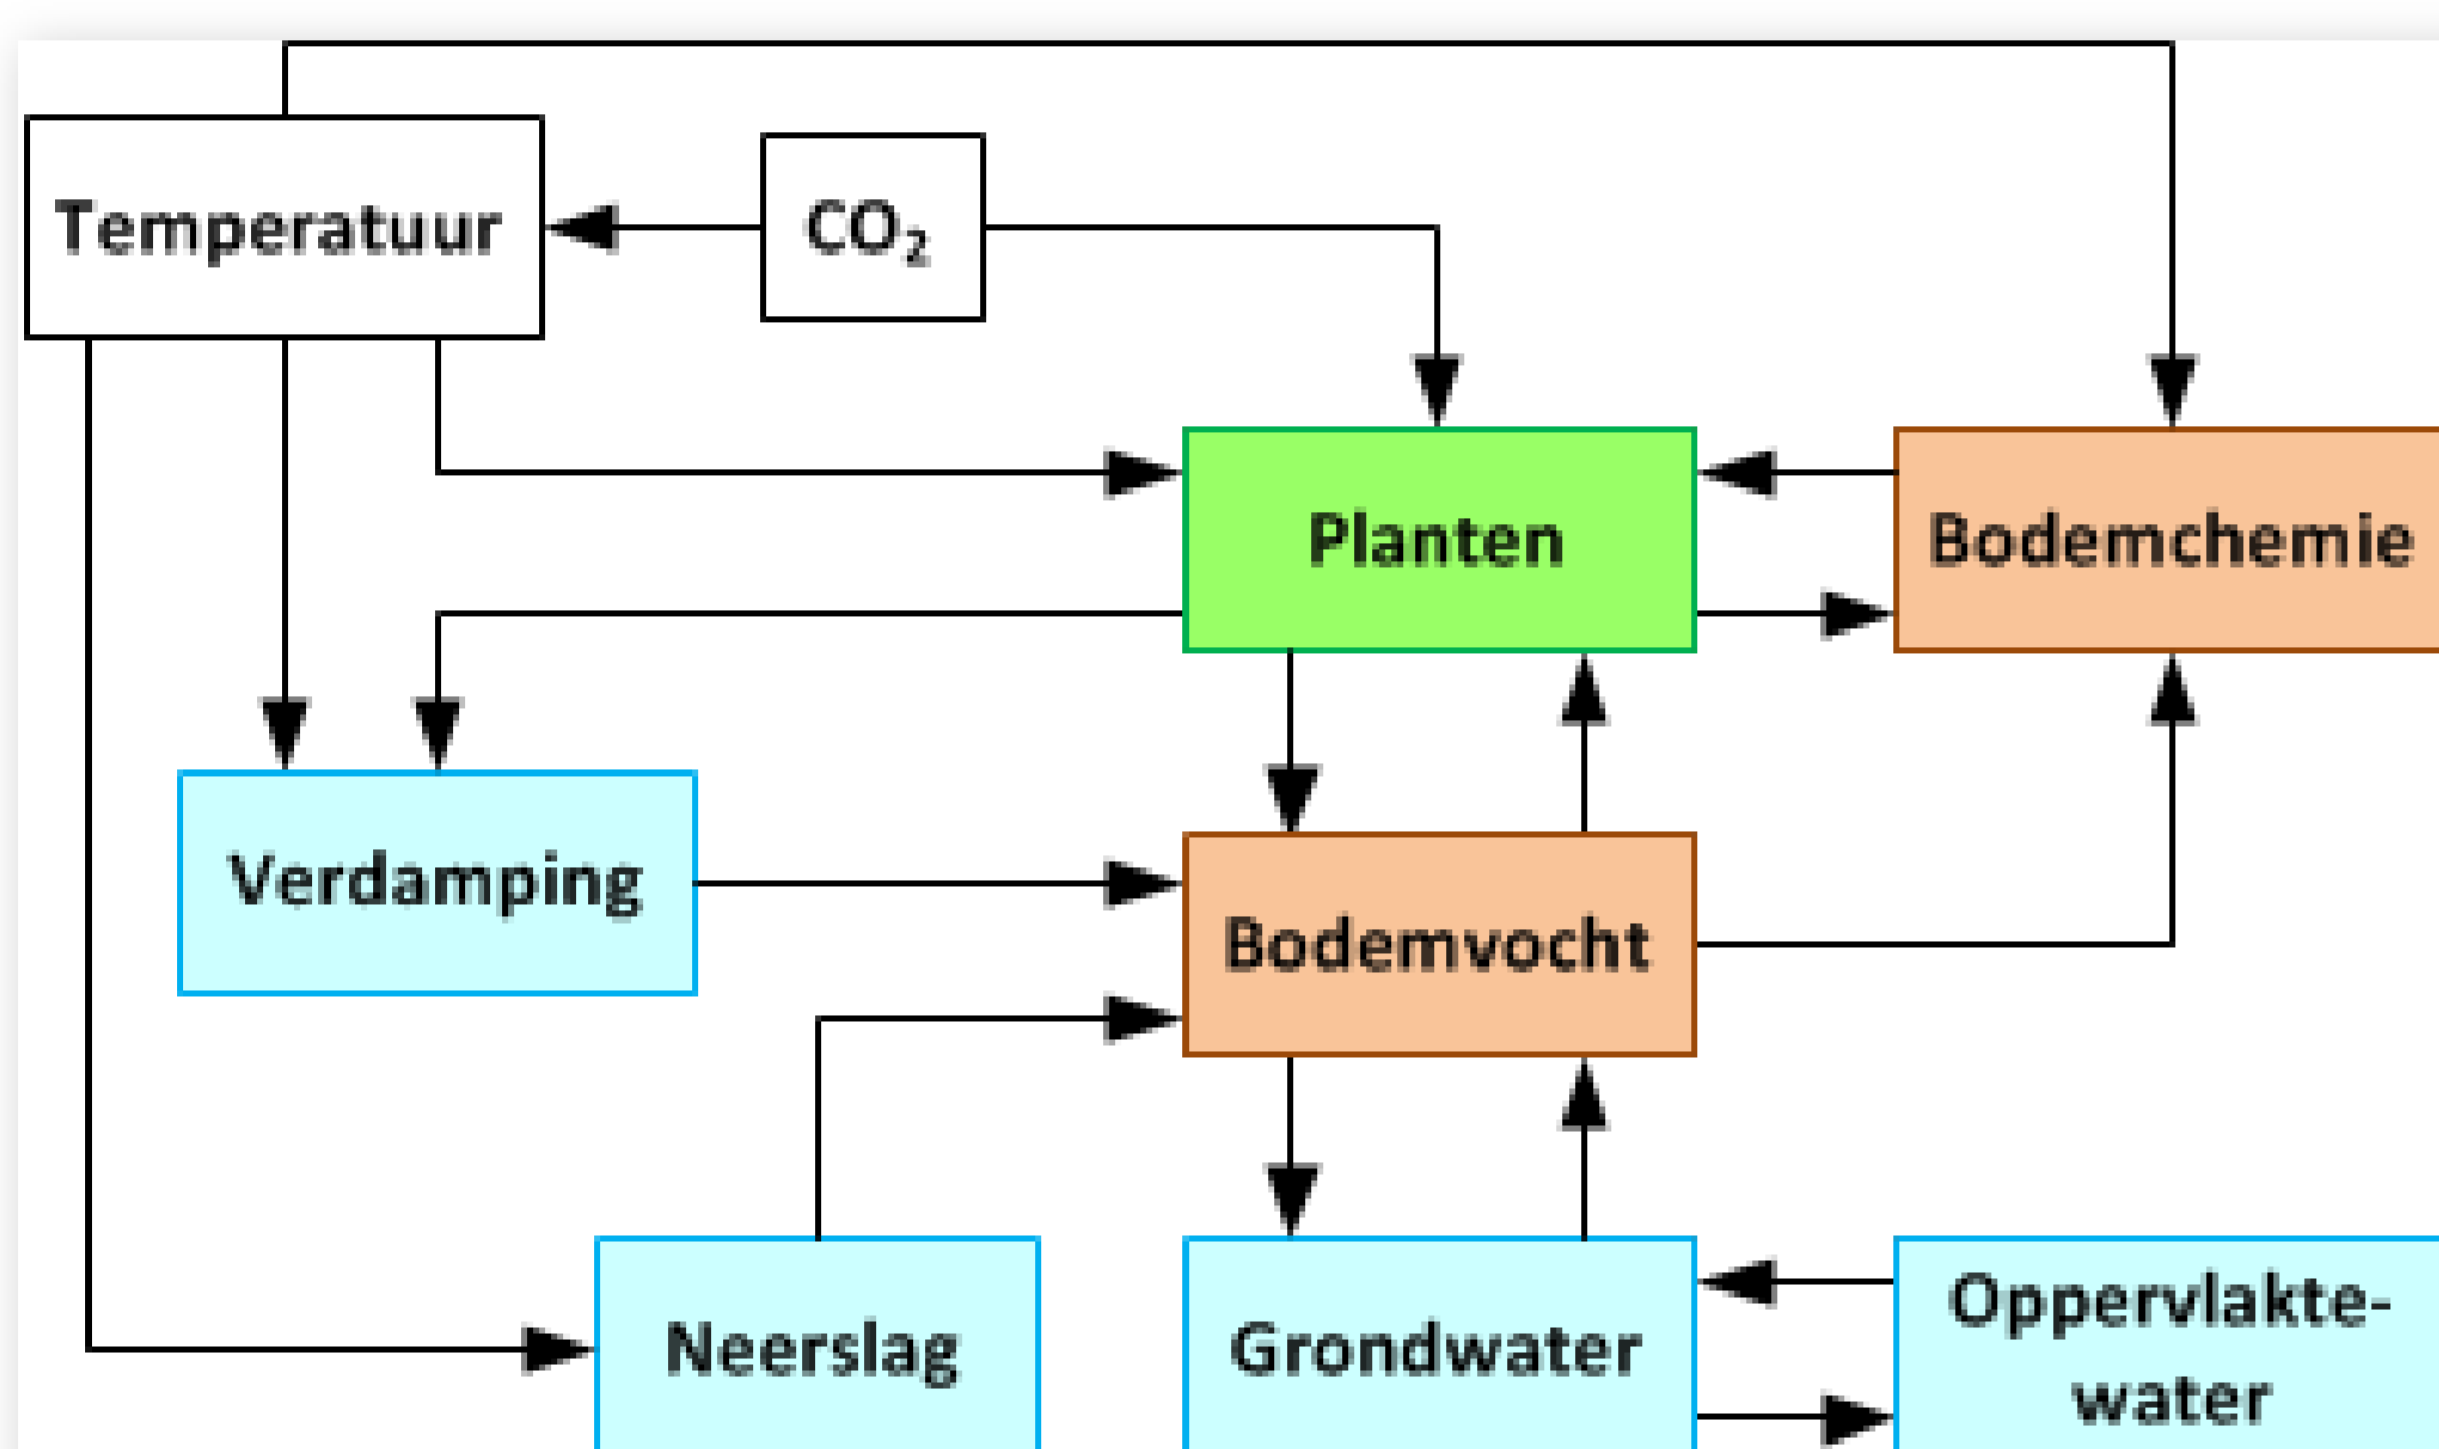 Temperatuur
CO₂
Planten
Bodemchemie
Verdamping
Bodemvocht
Neerslag
Grondwater
Oppervlakte-
water